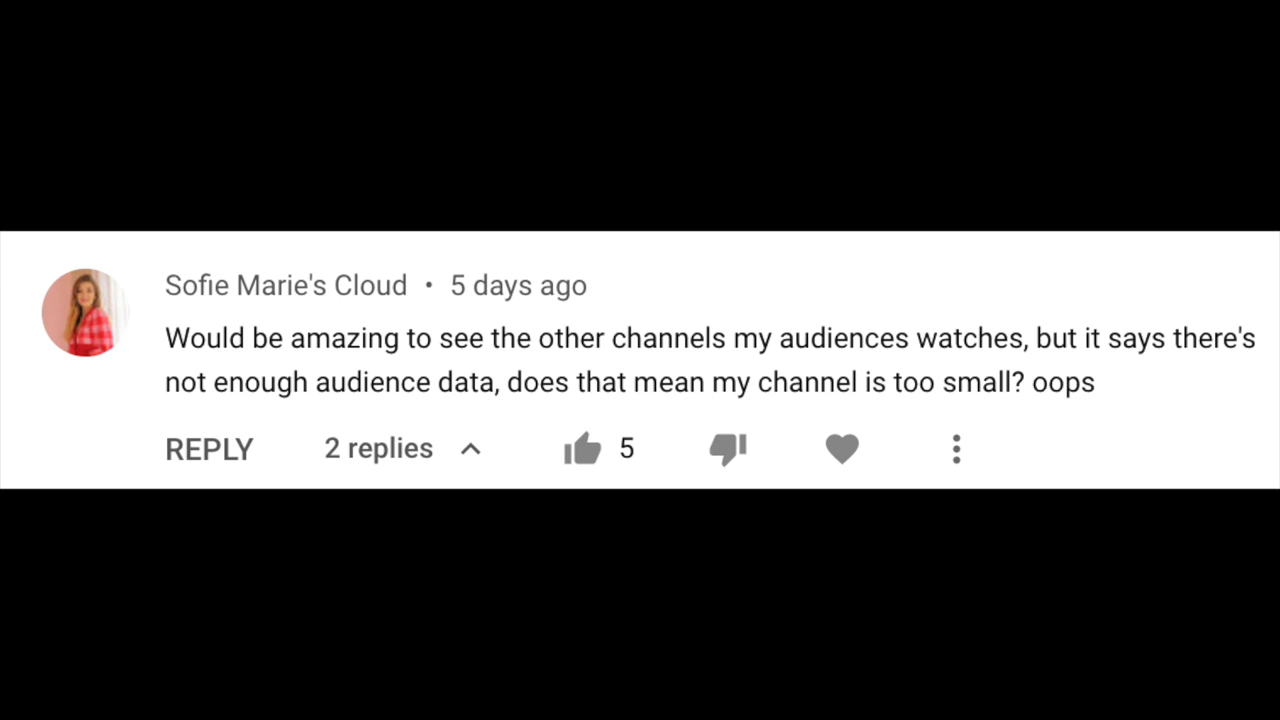 Sofie Marie's Cloud • 5 days ago
Would be amazing to see the other channels my audiences watches, but it says there's
not enough audience data, does that mean my channel is too small? oops
REPLY 2 replies 5